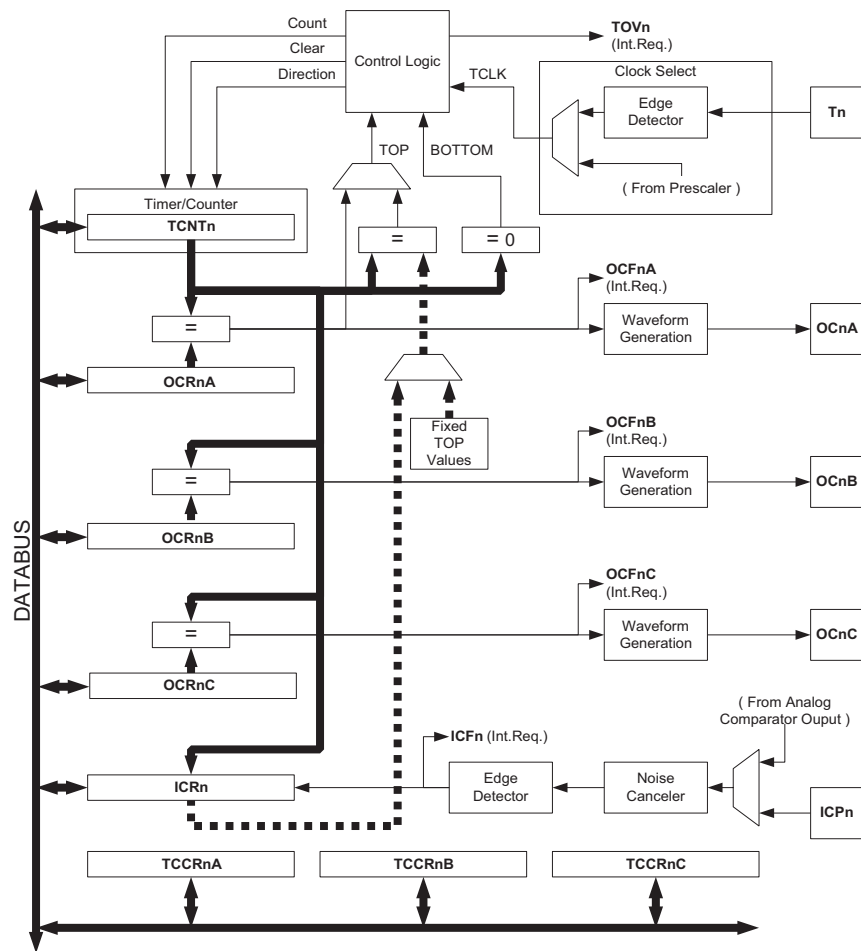 Count
Clear
Direction
Control Logic
TOVn
(Int.Req.)
TCLK
Clock Select
Edge
Detector
Tn
( From Prescaler )
TOP
BOTTOM
Timer/Counter
TCNTn
=
= 0
=
OCRnA
OCFnA
(Int.Req.)
Waveform
Generation
OCnA
Fixed
TOP
Values
=
OCRnB
OCFnB
(Int.Req.)
Waveform
Generation
OCnB
DATABUS
=
OCRnC
OCFnC
(Int.Req.)
Waveform
Generation
OCnC
( From Analog
Comparator Ouput )
ICFn (Int.Req.)
ICRn
Edge
Detector
Noise
Canceler
ICPn
TCCRnA
TCCRnB
TCCRnC